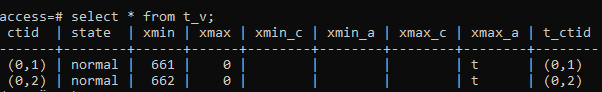 access=# select * from t_v;
ctid | state | xmin | xmax | xmin_c | xmin_a | xmax_c | xmax_a | t_ctid
-------+--------+------+------+--------+--------+--------+--------+--------
(0,1) | normal | 661 | 0 | | | | t | (0,1)
(0,2) | normal | 662 | 0 | | | | t | (0,2)